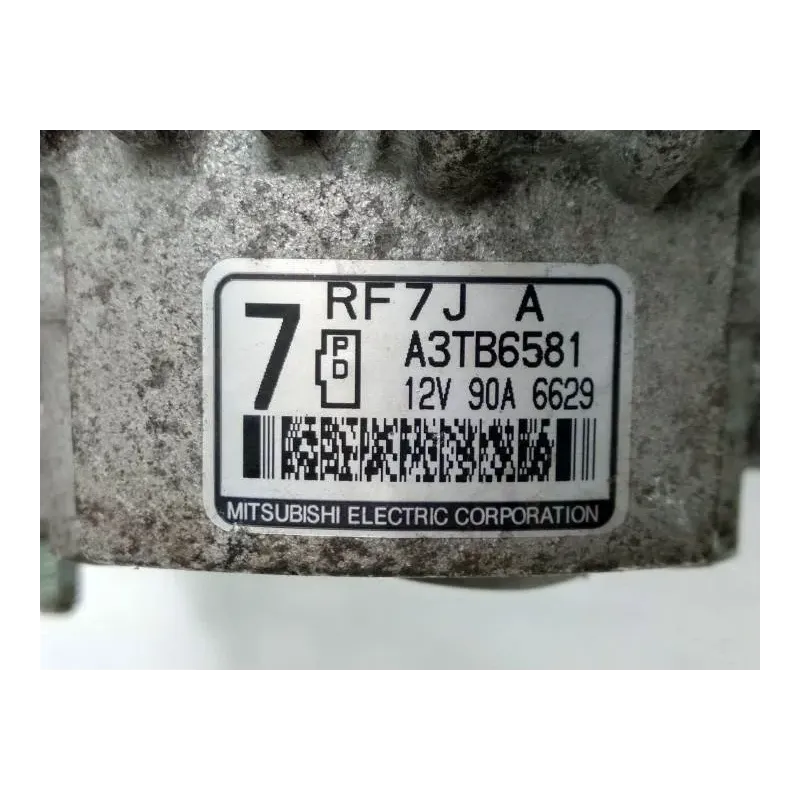 RF7J A
7
P
D
A3TB6581
12V 90A 6629
MITSUBISHI ELECTRIC CORPORATION